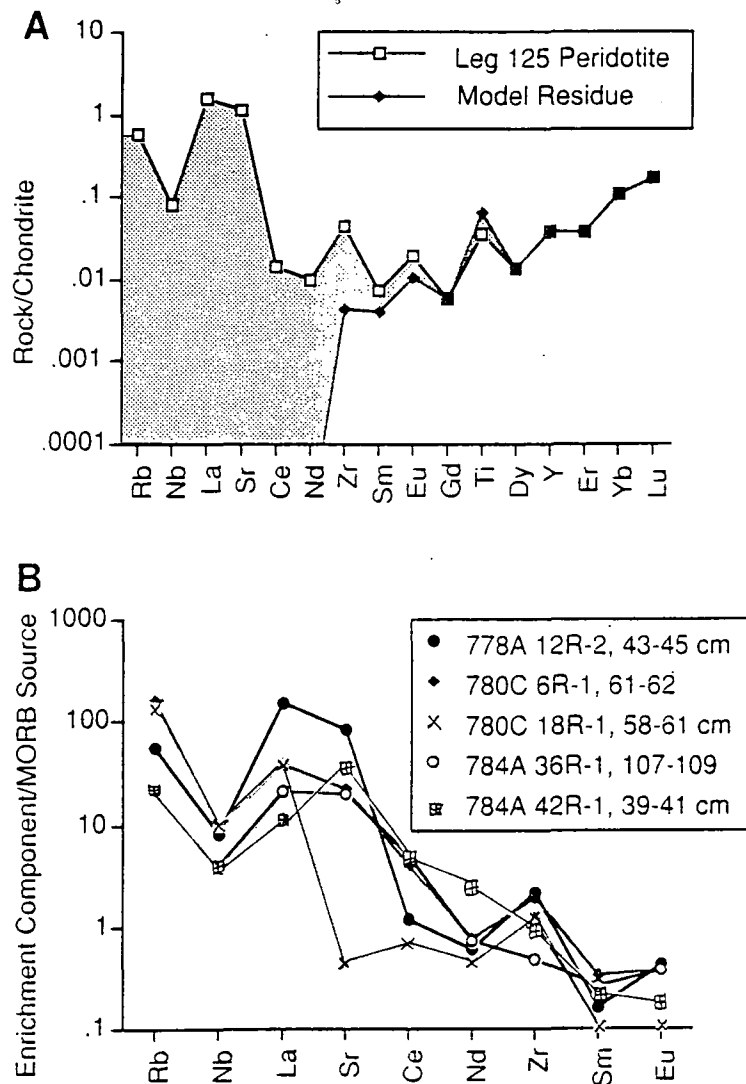 A
10
1
.1
.01
.001
.0001
Rock/Chondrite
Leg 125 Peridotite
Model Residue
Rb Nb La Sr Ce Nd Zr Sm Eu Gd Ti Dy Y Er Yb Lu
B
1000
100
10
1
.1
Enrichment Component/MORB Source
778A 12R-2, 43-45 cm
780C 6R-1, 61-62
780C 18R-1, 58-61 cm
784A 36R-1, 107-109
784A 42R-1, 39-41 cm
Rb Nb La Sr Ce Nd Zr Sm Eu